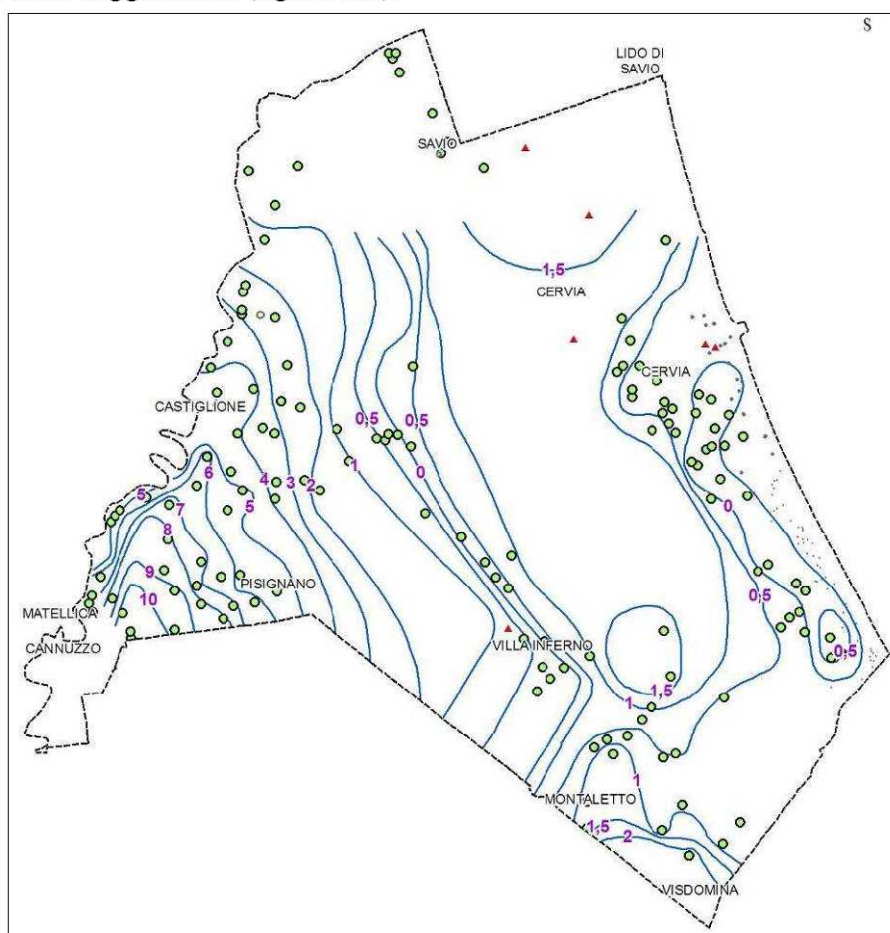 S
LIDO DI
SAVIO
SAVIO
1,5
CERVIA
CERVIA
CASTIGLIONE
0,5
0,5
1
0
6
4
3
2
5
7
5
0
8
9
PISIGNANO
10
0,5
MATELLICA
CANNUZZO
VILLA INFERNO
0,5
1,5
1
1
MONTALETTO
1,5
2
VISDOMINA